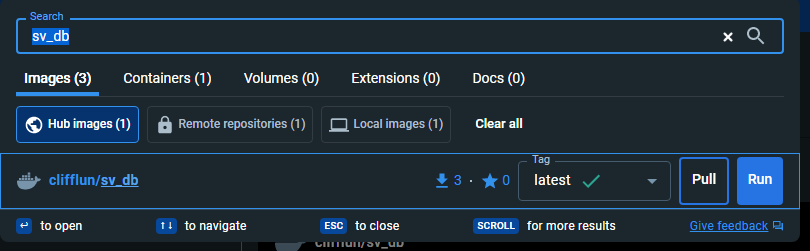 Search
sv_db
Images (3) Containers (1) Volumes (0) Extensions (0) Docs (0)
Hub images (1) Remote repositories (1) Local images (1) Clear all
clifflun/sv_db 3 · 0 Tag latest Pull Run
to open to navigate ESC to close SCROLL for more results Give feedback
clifflun/sv_db